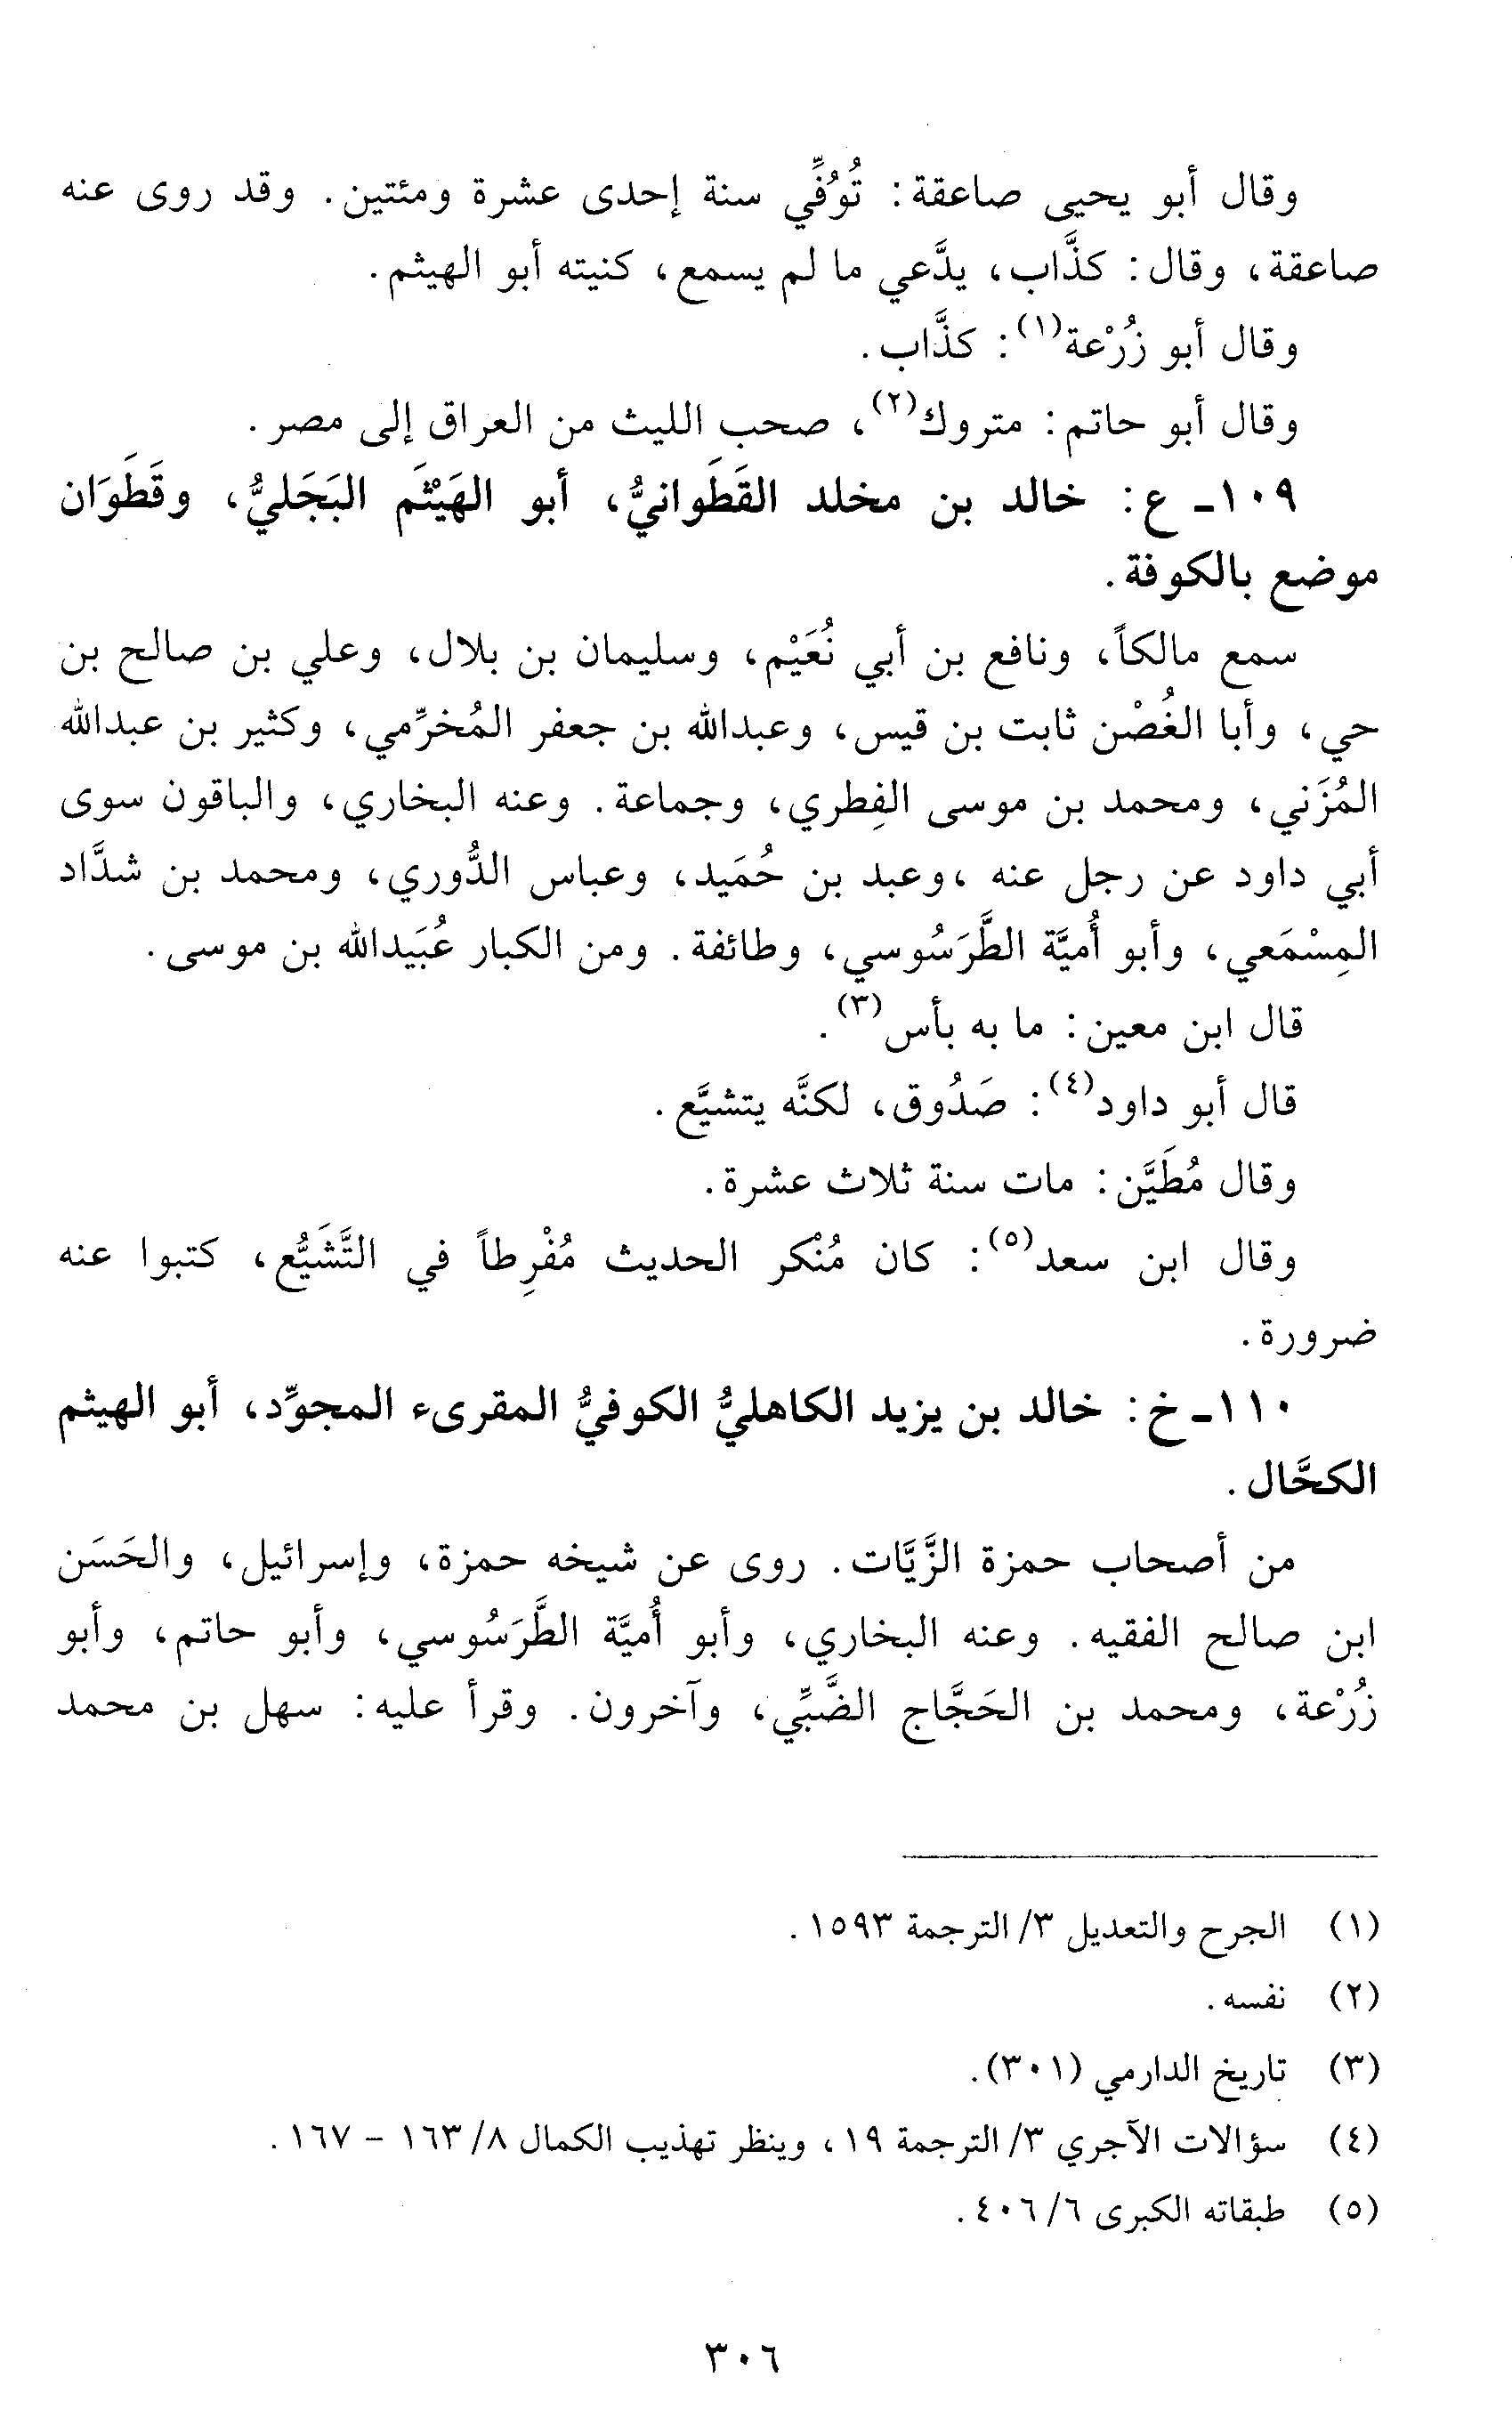 وقال أبو يحيى صاعقة: تُوُفِّي سنة إحدى عشرة ومئتين. وقد روى عنه
صاعقة، وقال: كذَّاب، يدَّعي ما لم يسمع، كنيته أبو الهيثم.
وقال أبو زُرْعة(١): كذَّاب.
وقال أبو حاتم: متروك(٢)، صحب الليث من العراق إلى مصر.
١٠٩- ع: خالد بن مخلد القَطَوانيُّ، أبو الهَيْثَم البَجَليُّ، وقَطَوَان
موضع بالكوفة.
سمع مالكاً، ونافع بن أبي نُعَيْم، وسليمان بن بلال، وعلي بن صالح بن
حي، وأبا الغُصْن ثابت بن قيس، وعبدالله بن جعفر المُخرِّمي، وكثير بن عبدالله
المُزَني، ومحمد بن موسى الفِطري، وجماعة. وعنه البخاري، والباقون سوى
أبي داود عن رجل عنه ،وعبد بن حُمَيد، وعباس الدُّوري، ومحمد بن شدَّاد
المِسْمَعي، وأبو أُميَّة الطَّرَسُوسي، وطائفة. ومن الكبار عُبَيدالله بن موسى.
قال ابن معين: ما به بأس(٣).
قال أبو داود(٤): صَدُوق، لكنَّه يتشيَّع.
وقال مُطَيَّن: مات سنة ثلاث عشرة.
وقال ابن سعد(٥): كان مُنْكر الحديث مُفْرِطاً في التَّشَيُّع، كتبوا عنه
ضرورة.
١١٠- خ: خالد بن يزيد الكاهليُّ الكوفيُّ المقرىء المجوِّد، أبو الهيثم
الكحَّال.
من أصحاب حمزة الزَّيَّات. روى عن شيخه حمزة، وإسرائيل، والحَسَن
ابن صالح الفقيه. وعنه البخاري، وأبو أُميَّة الطَّرَسُوسي، وأبو حاتم، وأبو
زُرْعة، ومحمد بن الحَجَّاج الضَّبِّي، وآخرون. وقرأ عليه: سهل بن محمد
(١) الجرح والتعديل ٣/ الترجمة ١٥٩٣.
(٢) نفسه.
(٣) تاريخ الدارمي (٣٠١).
(٤) سؤالات الآجري ٣/ الترجمة ١٩، وينظر تهذيب الكمال ٨/ ١٦٣ - ١٦٧.
(٥) طبقاته الكبرى ٦/ ٤٠٦.
٣٠٦